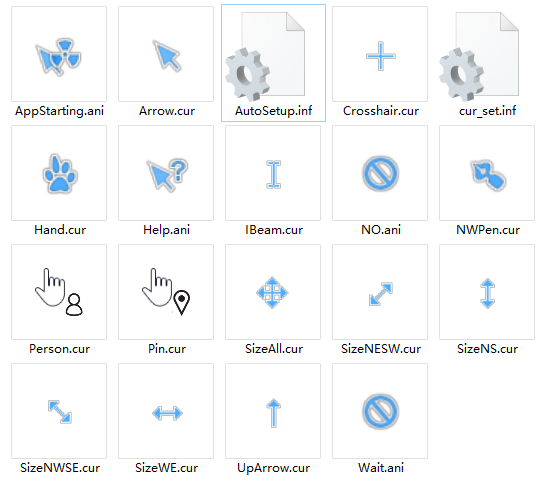 AppStarting.ani
Arrow.cur
AutoSetup.inf
Crosshair.cur
cur_set.inf
Hand.cur
Help.ani
IBeam.cur
NO.ani
NWPen.cur
Person.cur
Pin.cur
SizeAll.cur
SizeNESW.cur
SizeNS.cur
SizeNWSE.cur
SizeWE.cur
UpArrow.cur
Wait.ani